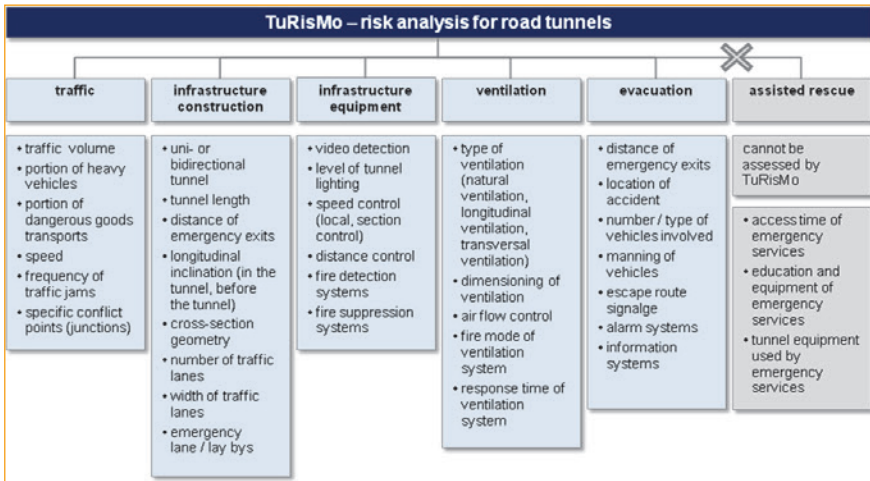 TuRisMo – risk analysis for road tunnels
traffic
• traffic volume
• portion of heavy
vehicles
• portion of
dangerous goods
transports
• speed
• frequency of
traffic jams
• specific conflict
points (junctions)
infrastructure
construction
• uni- or
bidirectional
tunnel
• tunnel length
• distance of
emergency exits
• longitudinal
inclination (in the
tunnel, before
the tunnel)
• cross-section
geometry
• number of traffic
lanes
• width of traffic
lanes
• emergency
lane / lay bys
infrastructure
equipment
• video detection
• level of tunnel
lighting
• speed control
(local, section
control)
• distance control
• fire detection
systems
• fire suppression
systems
ventilation
• type of
ventilation
(natural
ventilation,
longitudinal
ventilation,
transversal
ventilation)
• dimensioning of
ventilation
• air flow control
• fire mode of
ventilation
system
• response time of
ventilation
system
evacuation
• distance of
emergency exits
• location of
accident
• number / type of
vehicles involved
• manning of
vehicles
• escape route
signalge
• alarm systems
• information
systems
assisted rescue
cannot be
assessed by
TuRisMo
• access time of
emergency
services
• education and
equipment of
emergency
services
• tunnel equipment
used by
emergency
services